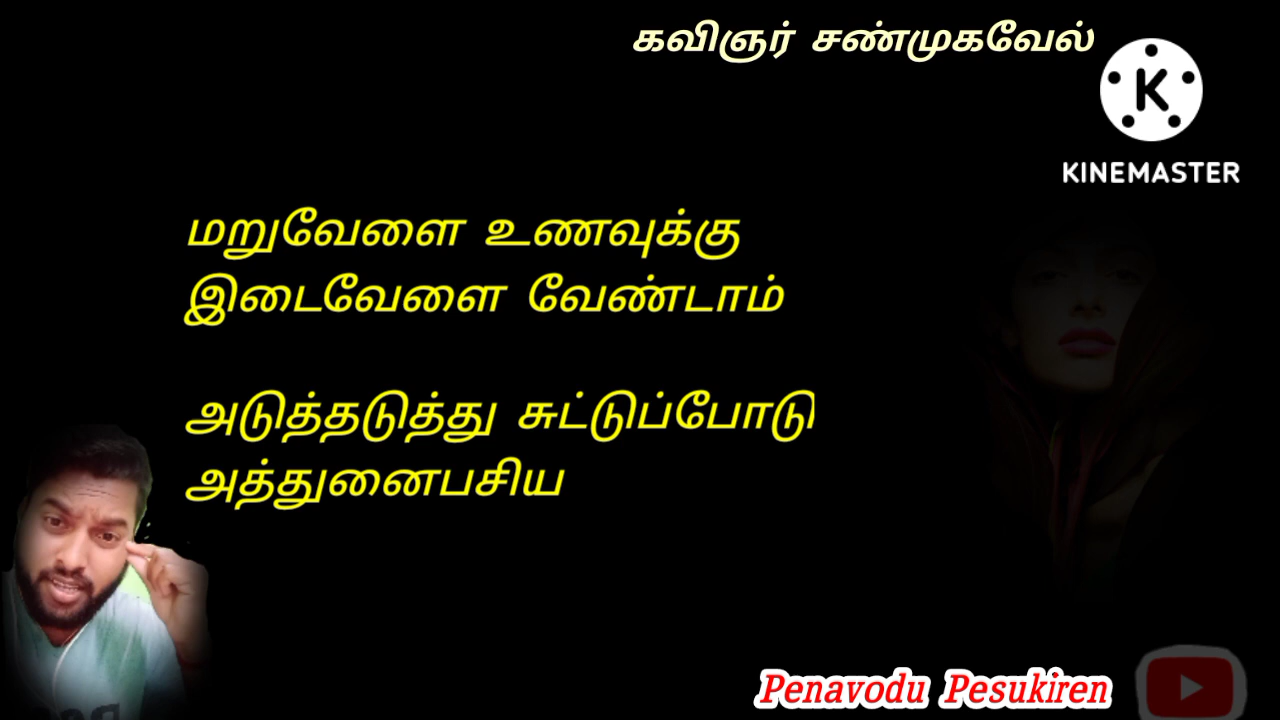 கவிஞர் சண்முகவேல்
K
KINEMASTER
மறுவேளை உணவுக்கு
இடைவேளை வேண்டாம்
அடுத்தடுத்து சுட்டுப்போடு
அத்துனைபசிய
Penavodu Pesukiren